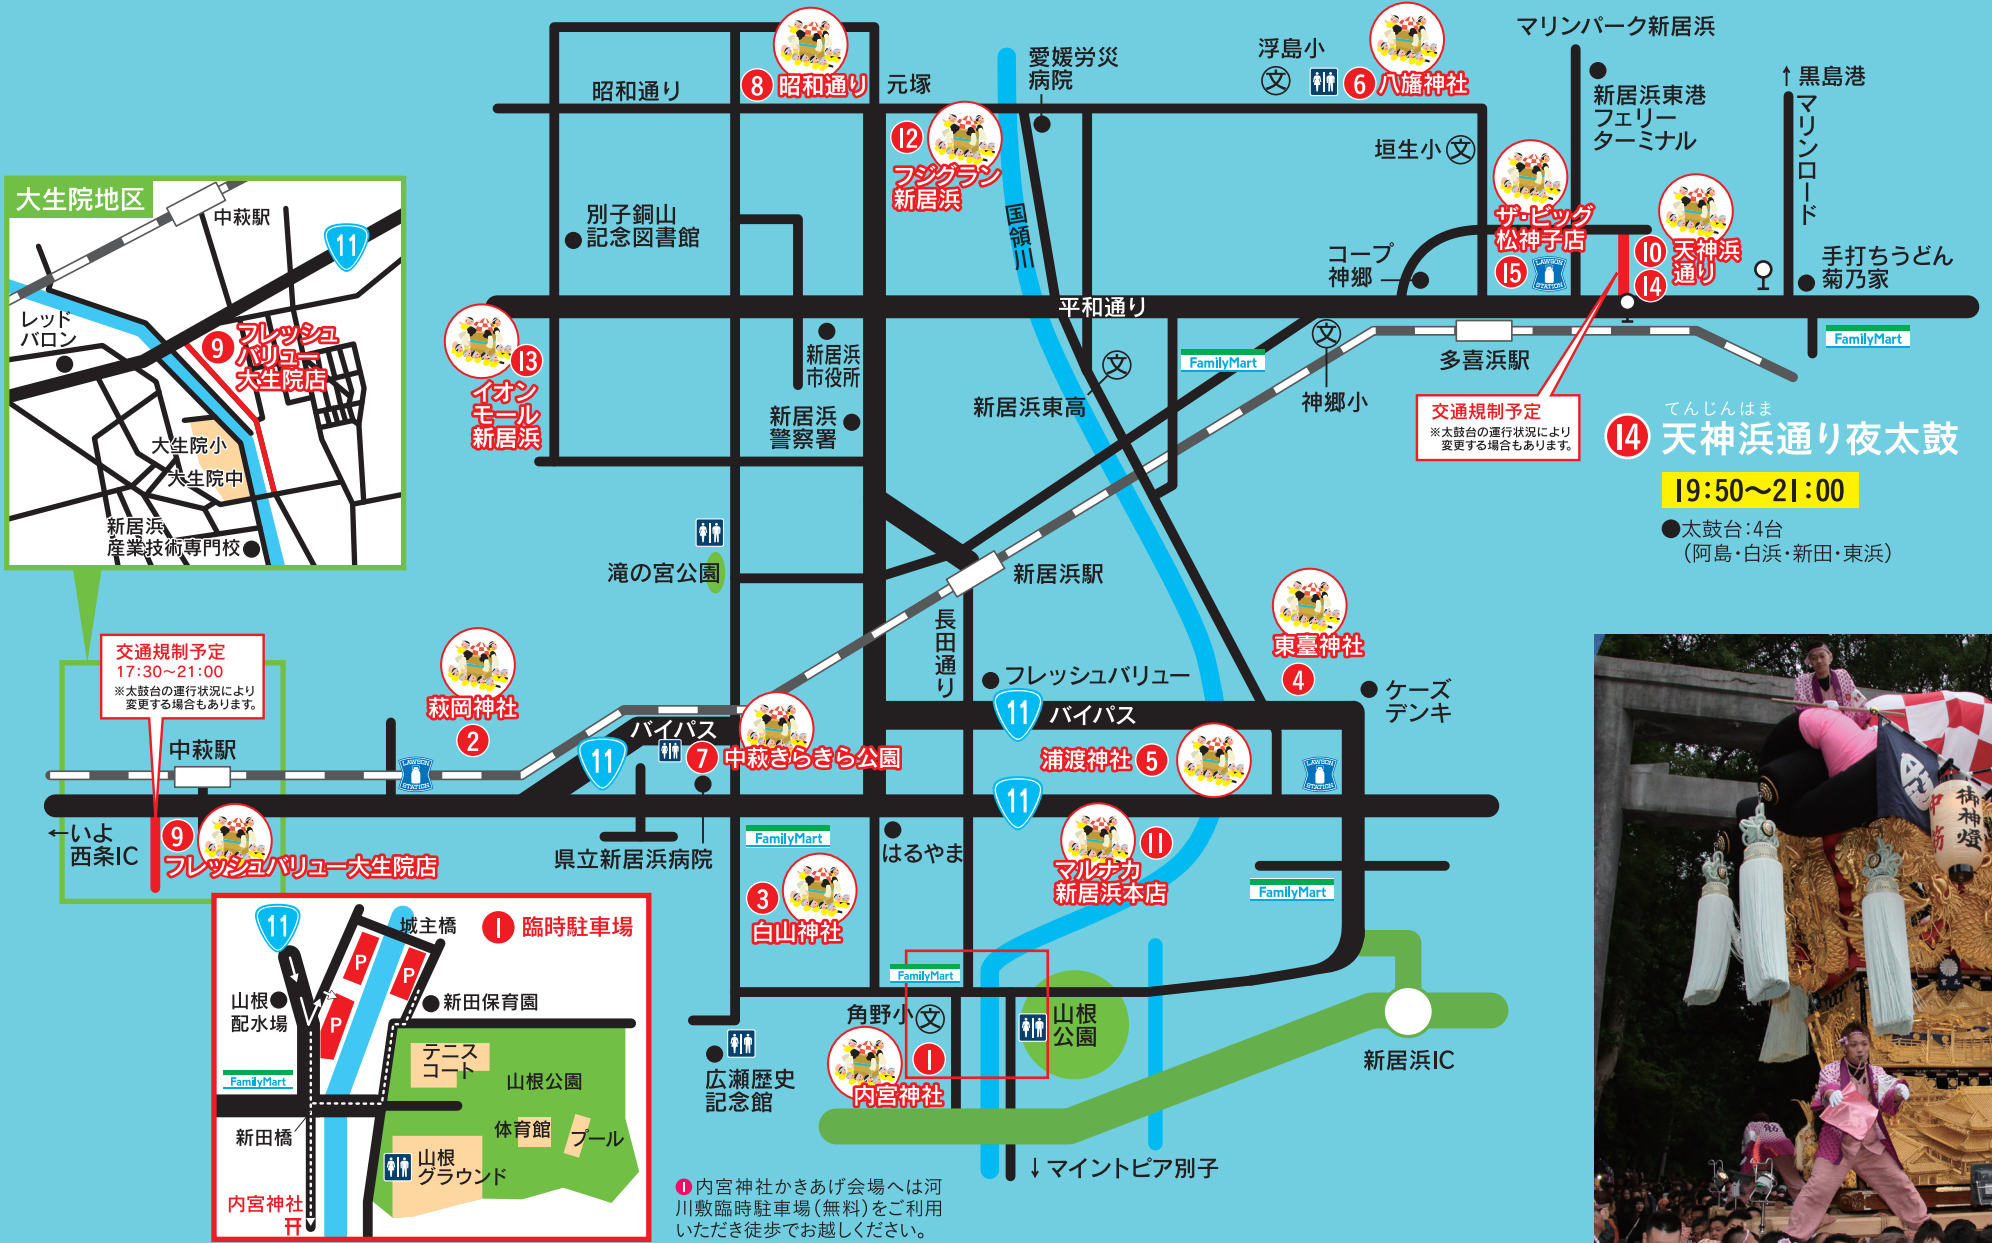 マリンパーク新居浜
浮島小
文
6 八旛神社
愛媛労災
病院
8 昭和通り
元塚
昭和通り
↑黒島港
マリンロード
新居浜東港
フェリー
ターミナル
12
フジグラン
新居浜
垣生小 文
大生院地区
中萩駅
11
レッド
バロン
9 フレッシュ
バリュー
大生院店
大生院小
大生院中
新居浜
産業技術専門校
別子銅山
記念図書館
国領川
ザ・ビッグ
松神子店
15 LAWSON
STATION
10 天神浜
通り
14
コープ
神郷
手打ちうどん
菊乃家
平和通り
13
イオン
モール
新居浜
新居浜
市役所
新居浜
警察署
文
新居浜東高
FamilyMart
文
神郷小
多喜浜駅
FamilyMart
交通規制予定
※太鼓台の運行状況により
変更する場合もあります。
てんじんはま
14 天神浜通り夜太鼓
19:50〜21:00
●太鼓台:4台
(阿島・白浜・新田・東浜)
滝の宮公園
新居浜駅
長田通り
東臺神社
4
フレッシュバリュー
ケーズ
デンキ
交通規制予定
17:30〜21:00
※太鼓台の運行状況により
変更する場合もあります。
萩岡神社
2
バイパス
11
7 中萩きらきら公園
11 バイパス
浦渡神社 5
中萩駅
LAWSON
STATION
LAWSON
STATION
11
←いよ
西条IC
9
フレッシュバリュー大生院店
県立新居浜病院
FamilyMart
はるやま
マルナカ
新居浜本店
11
FamilyMart
3
白山神社
FamilyMart
11
城主橋
1 臨時駐車場
P
P
P
山根
配水場
新田保育園
FamilyMart
テニス
コート
山根公園
新田橋
体育館
プール
山根
グラウンド
内宮神社
角野小 文
1
内宮神社
山根
公園
広瀬歴史
記念館
新居浜IC
↓マイントピア別子
1内宮神社かきあげ会場へは河
川敷臨時駐車場(無料)をご利用
いただき徒歩でお越しください。
御神燈
中筋